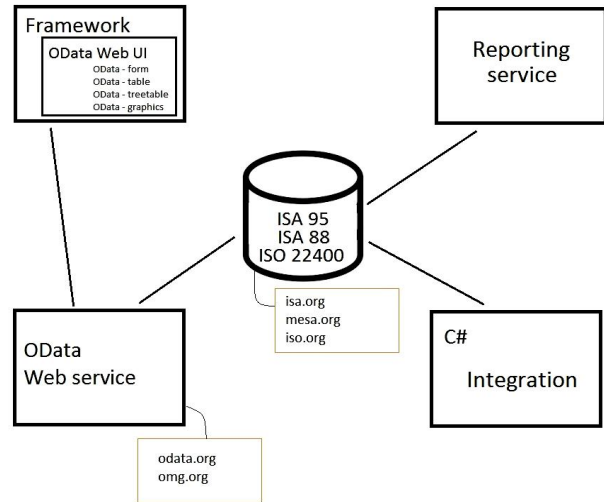 Framework
OData Web UI
OData - form
OData - table
OData - treetable
OData - graphics
Reporting
service
ISA 95
ISA 88
ISO 22400
isa.org
mesa.org
iso.org
OData
Web service
C#
Integration
odata.org
omg.org